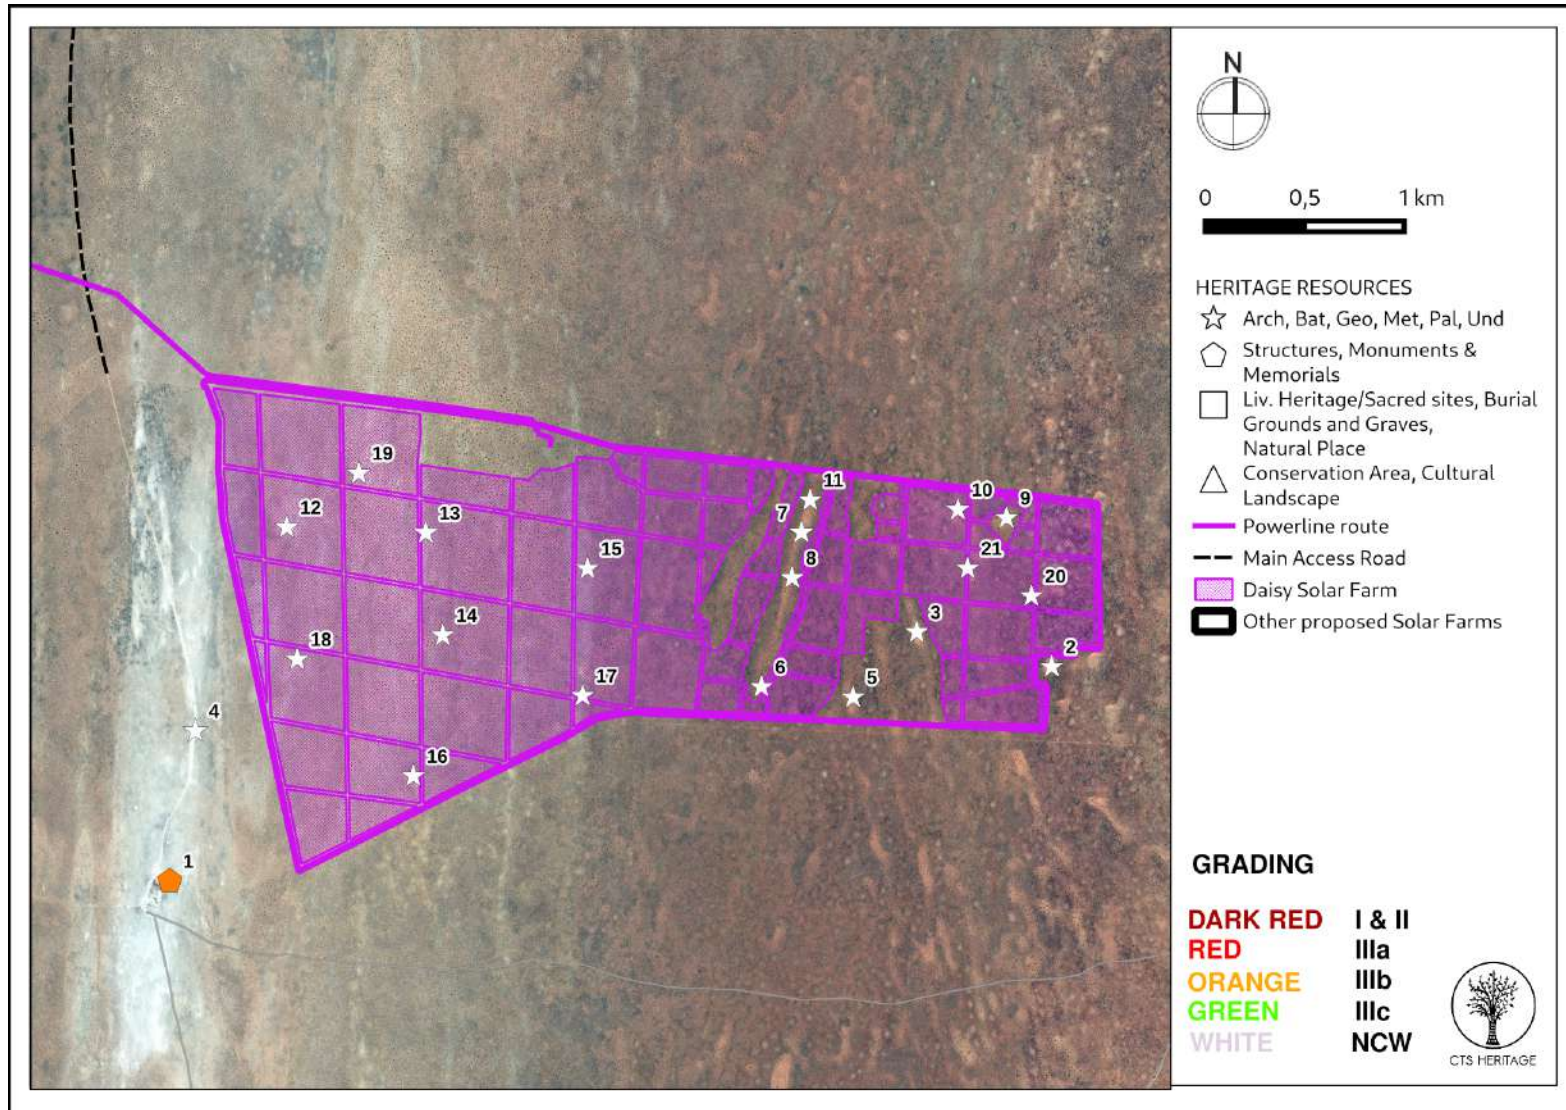 N
0 0,5 1 km
HERITAGE RESOURCES
Arch, Bat, Geo, Met, Pal, Und
Structures, Monuments &
Memorials
Liv. Heritage/Sacred sites, Burial
Grounds and Graves,
Natural Place
Conservation Area, Cultural
Landscape
Powerline route
Main Access Road
Daisy Solar Farm
Other proposed Solar Farms
GRADING
DARK RED I & II
RED IIIa
ORANGE IIIb
GREEN IIIc
WHITE NCW
CTS HERITAGE
19
12
13
11
10
9
7
15
8
21
20
14
3
18
2
6
5
17
4
16
1